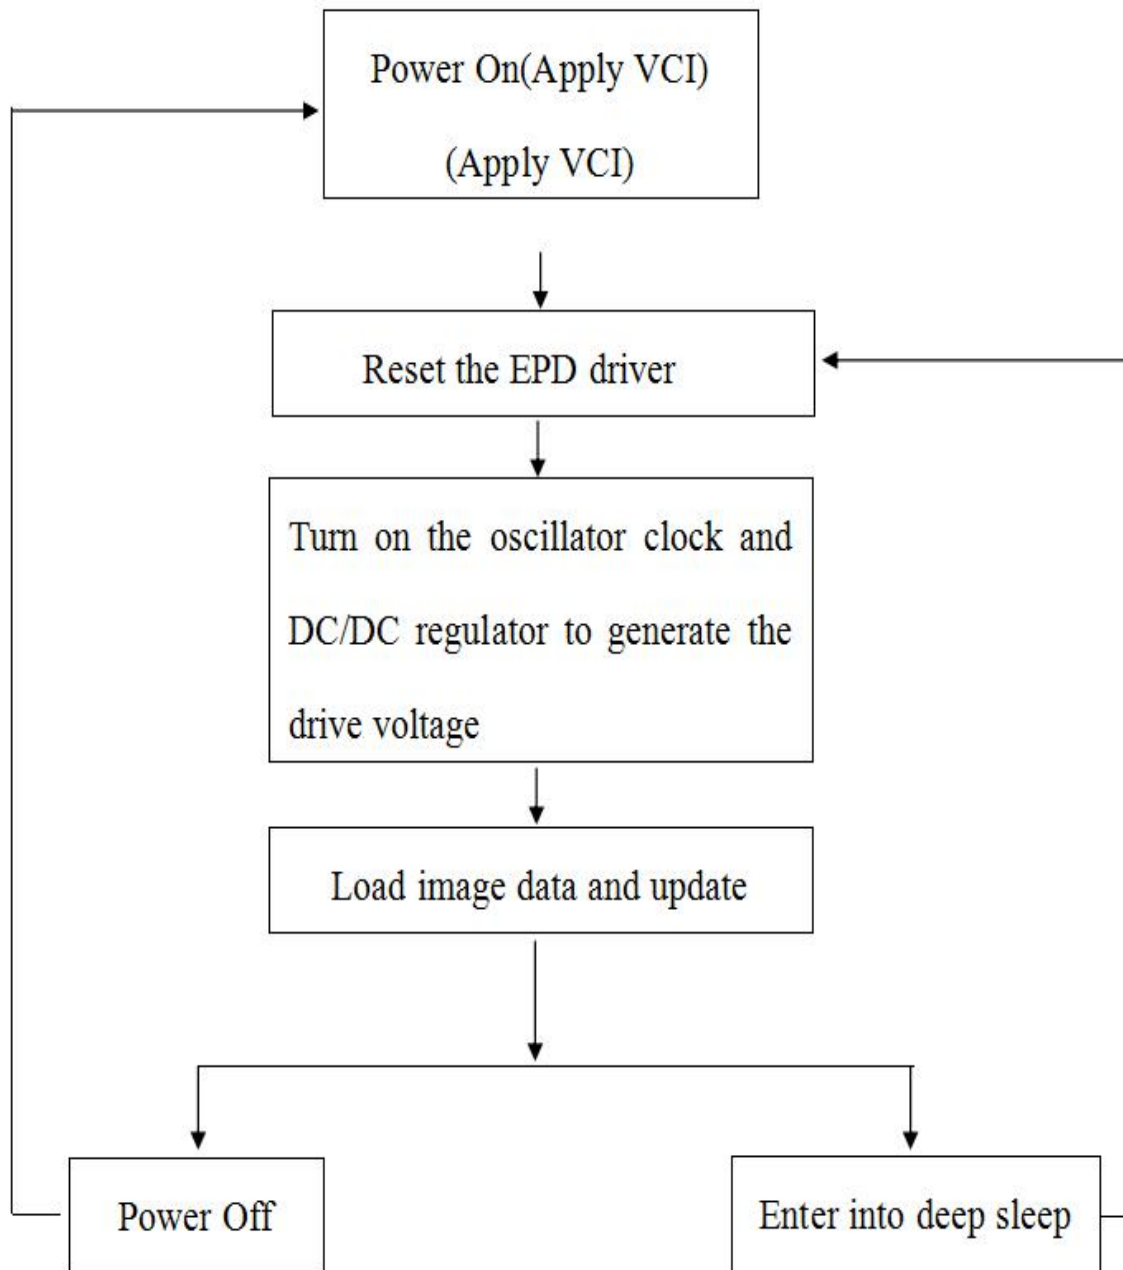 Power On(Apply VCI)
(Apply VCI)
Reset the EPD driver
Turn on the oscillator clock and
DC/DC regulator to generate the
drive voltage
Load image data and update
Power Off
Enter into deep sleep